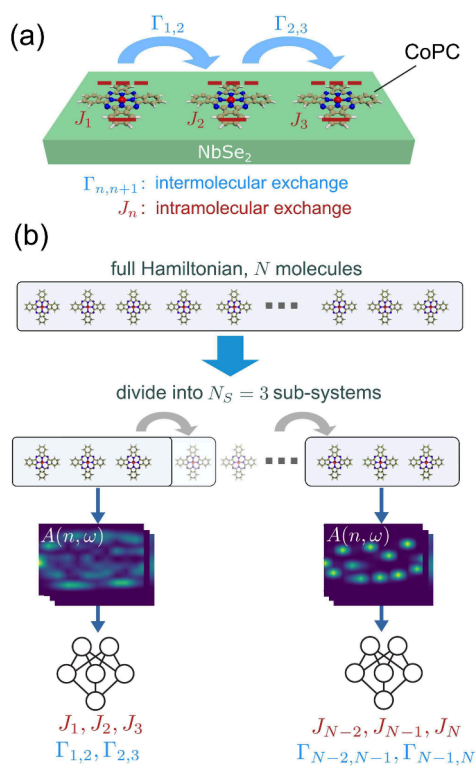 (a)
Γ1,2 Γ2,3
CoPC
J1 J2 J3
NbSe2
Γn,n+1: intermolecular exchange
Jn: intramolecular exchange
(b)
full Hamiltonian, N molecules
divide into NS = 3 sub-systems
A(n, ω) A(n, ω)
J1, J2, J3
Γ1,2, Γ2,3
JN−2, JN−1, JN
ΓN−2,N−1, ΓN−1,N